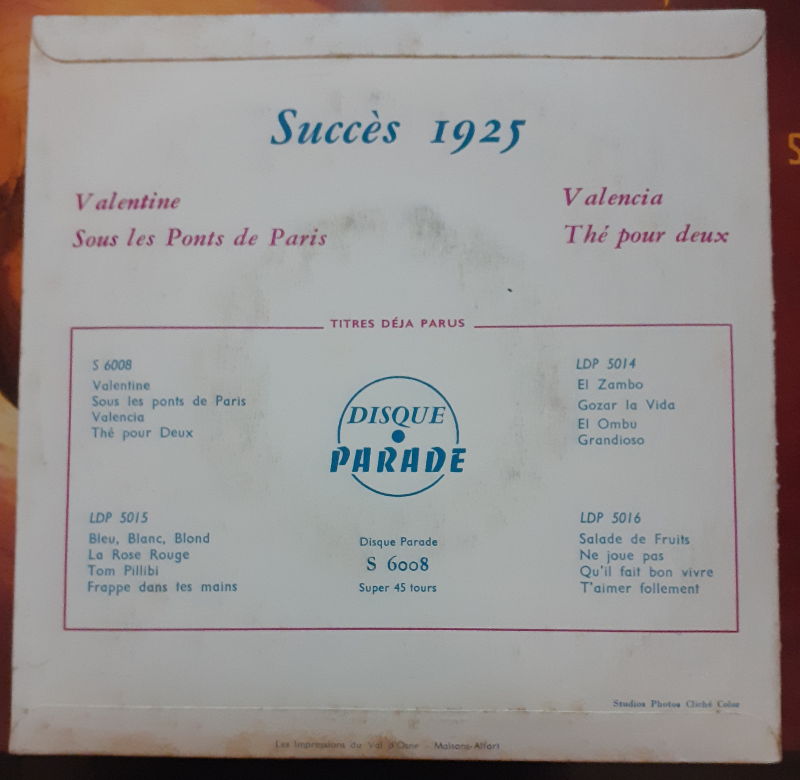 Succès 1925
Valentine
Sous les Ponts de Paris
Valencia
Thé pour deux
TITRES DÉJA PARUS
S 6008
Valentine
Sous les ponts de Paris
Valencia
Thé pour Deux
LDP 5014
El Zambo
Gozar la Vida
El Ombu
Grandioso
DISQUE
PARADE
LDP 5015
Bleu, Blanc, Blond
La Rose Rouge
Tom Pillibi
Frappe dans tes mains
Disque Parade
S 6008
Super 45 tours
LDP 5016
Salade de Fruits
Ne joue pas
Qu'il fait bon vivre
T'aimer follement
Studios Photos Cliché Color
Les Impressions du Val d'Osne - Maisons-Alfort
S